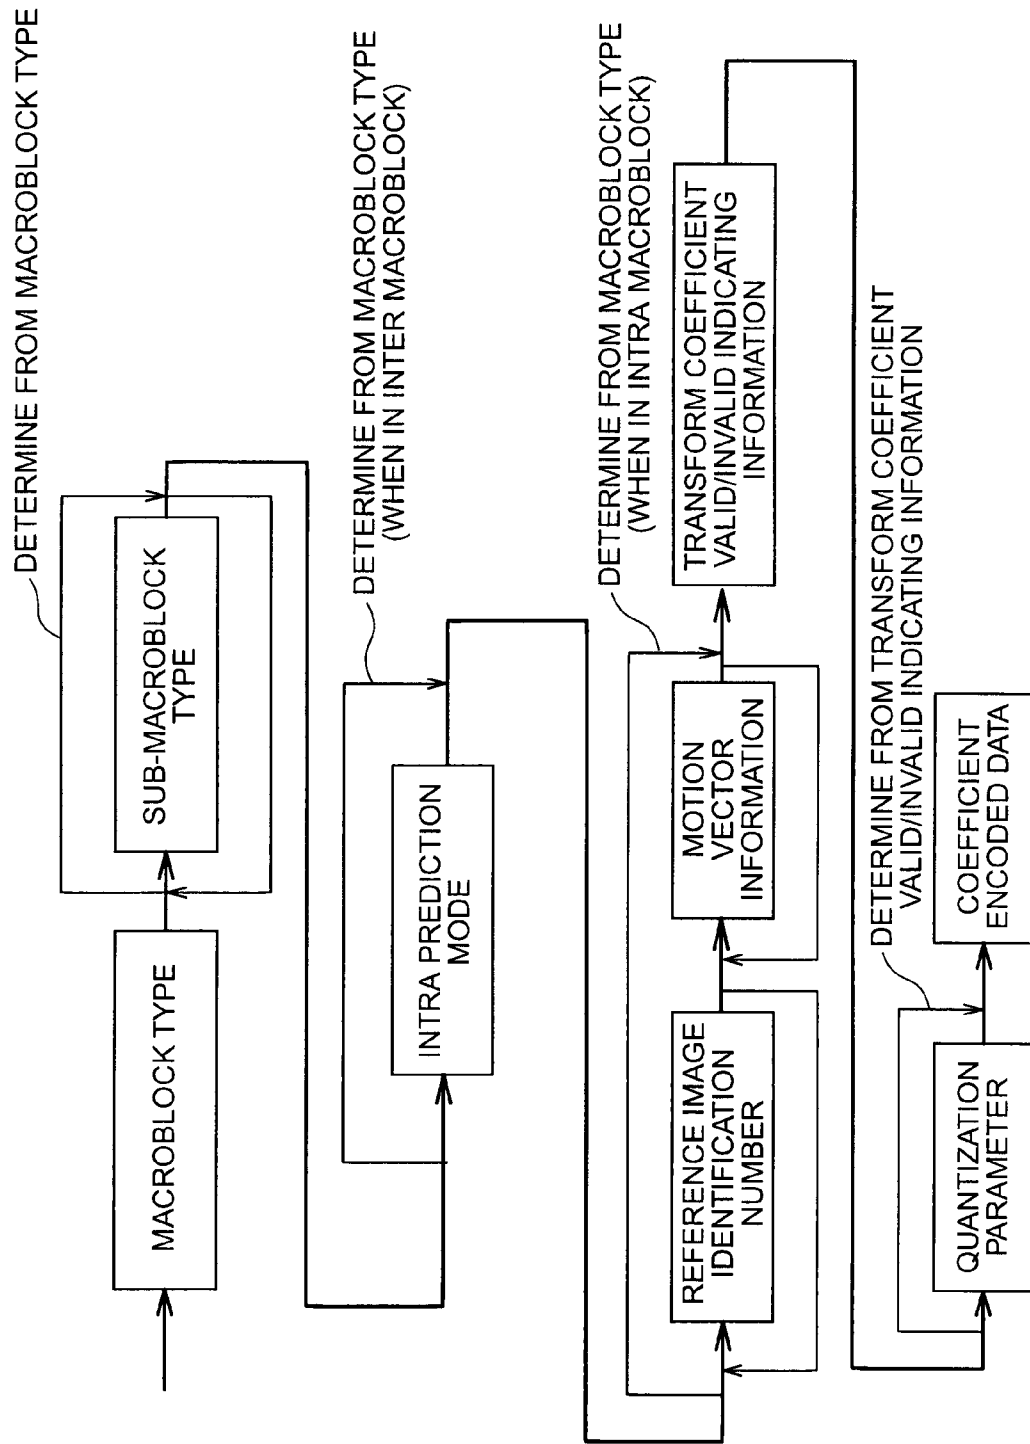 DETERMINE FROM MACROBLOCK TYPE
MACROBLOCK TYPE
SUB-MACROBLOCK
TYPE
DETERMINE FROM MACROBLOCK TYPE
(WHEN IN INTER MACROBLOCK)
INTRA PREDICTION
MODE
DETERMINE FROM MACROBLOCK TYPE
(WHEN IN INTRA MACROBLOCK)
REFERENCE IMAGE
IDENTIFICATION
NUMBER
MOTION
VECTOR
INFORMATION
TRANSFORM COEFFICIENT
VALID/INVALID INDICATING
INFORMATION
DETERMINE FROM TRANSFORM COEFFICIENT
VALID/INVALID INDICATING INFORMATION
QUANTIZATION
PARAMETER
COEFFICIENT
ENCODED DATA